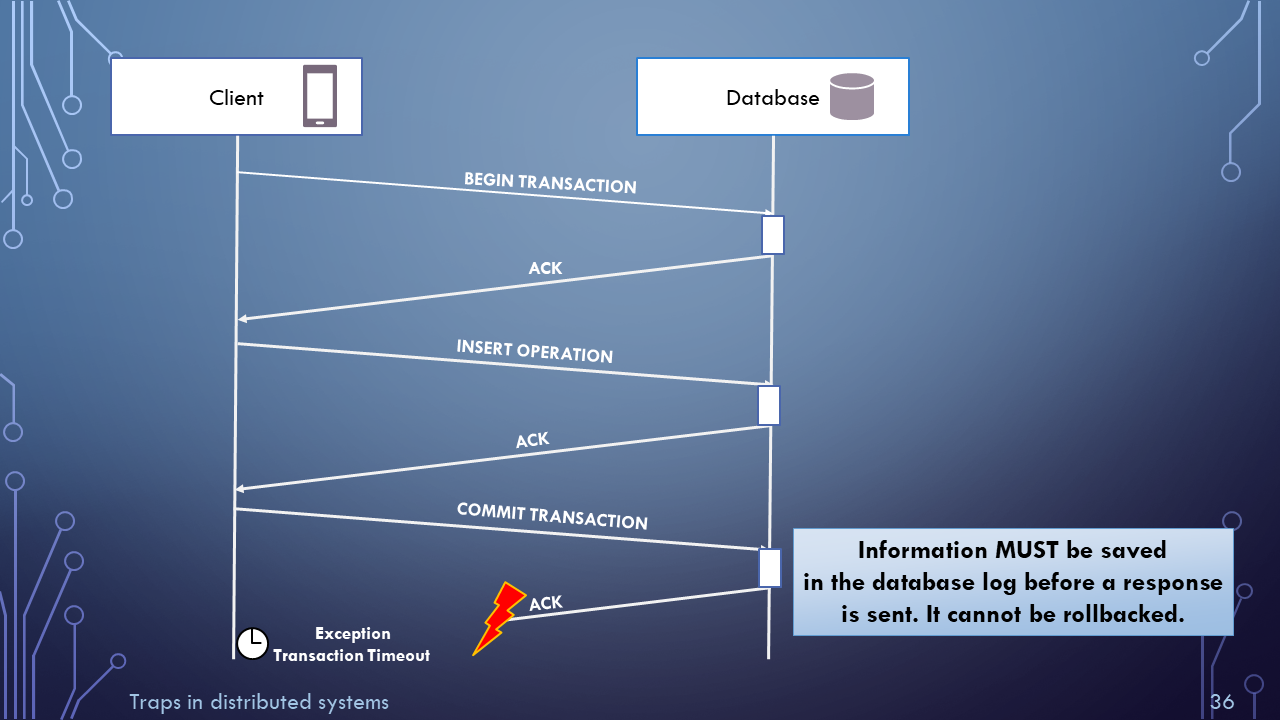 Client
Database
BEGIN TRANSACTION
ACK
INSERT OPERATION
ACK
COMMIT TRANSACTION
ACK
Information MUST be saved
in the database log before a response
is sent. It cannot be rollbacked.
Exception
Transaction Timeout
Traps in distributed systems
36